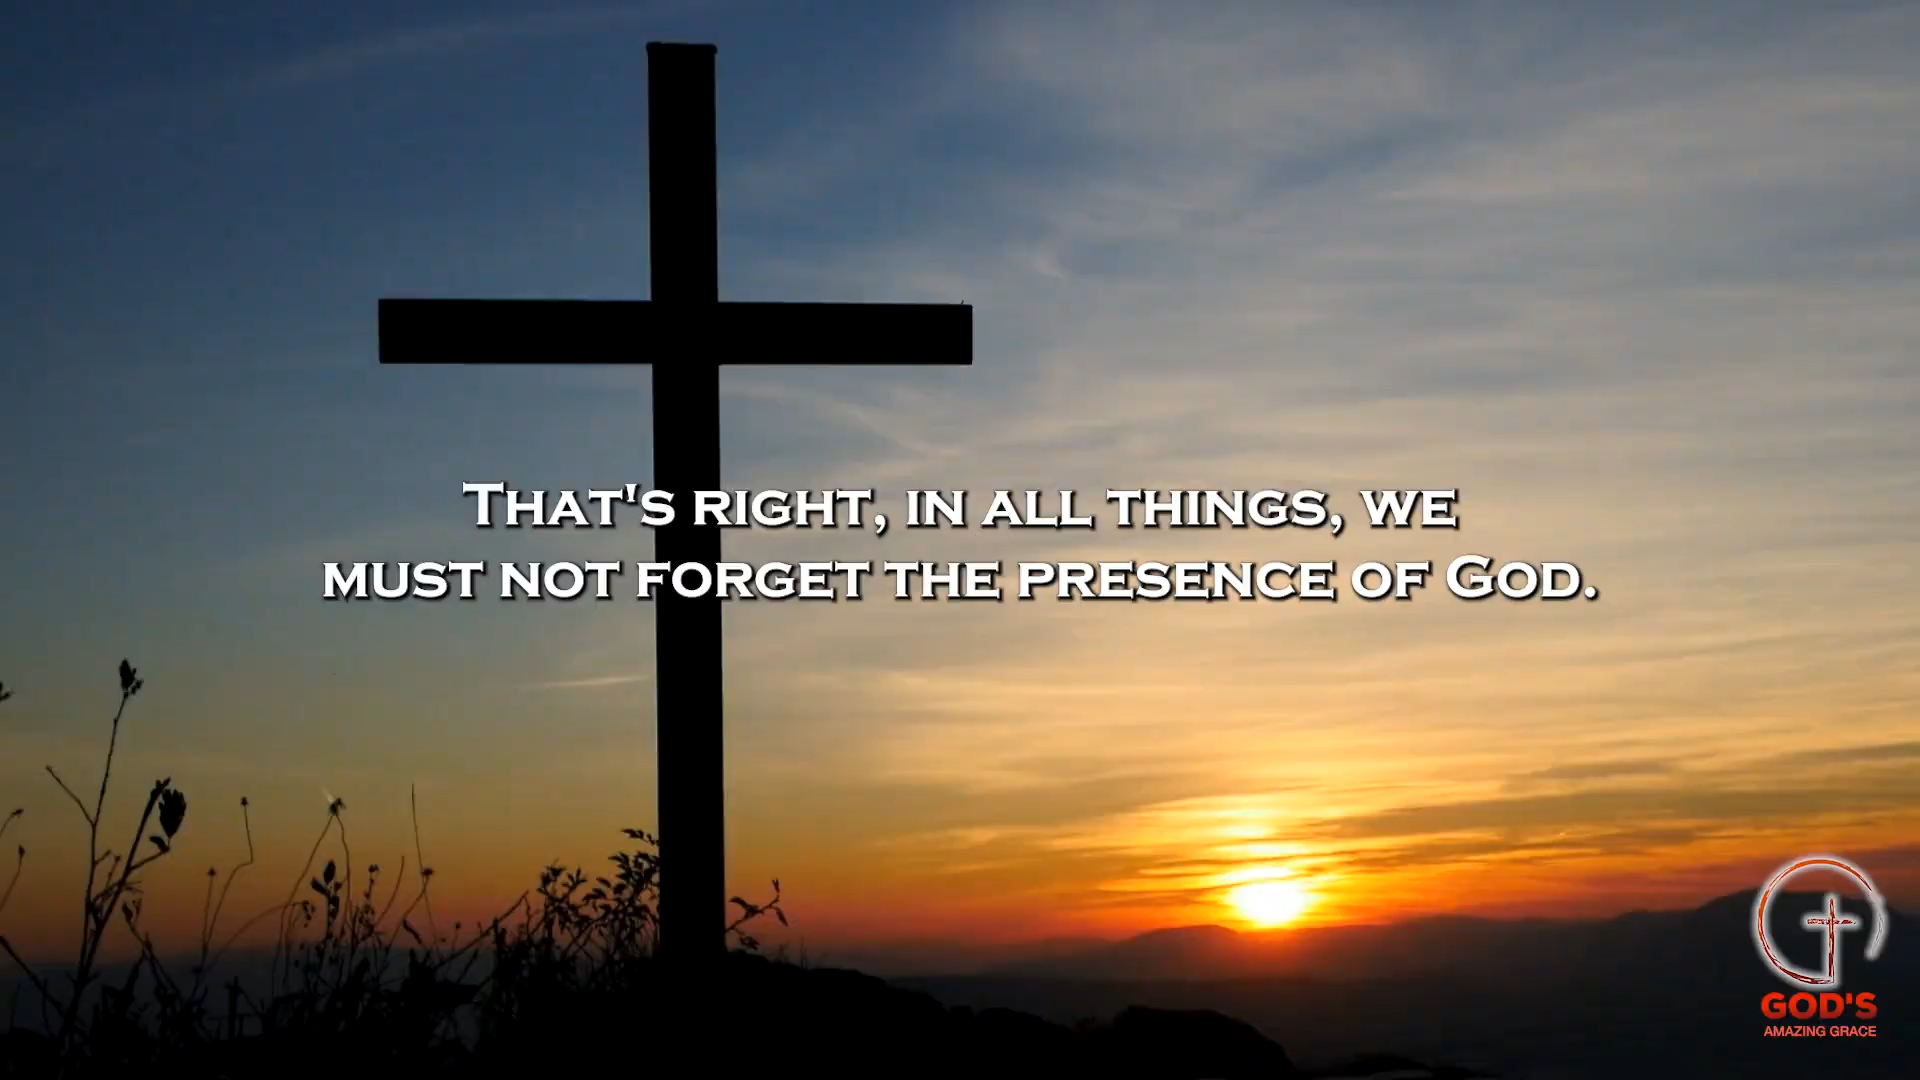 That's right, in all things, we
must not forget the presence of God.
GOD'S
AMAZING GRACE